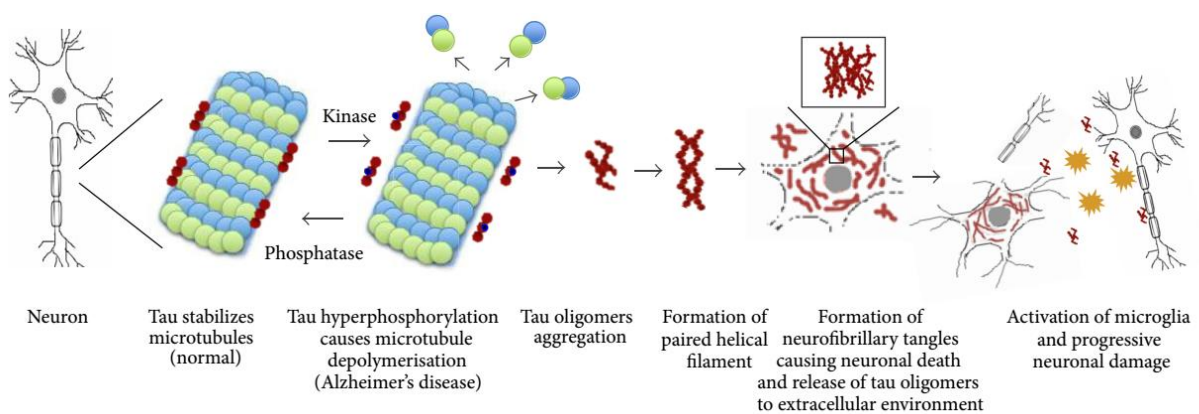 Kinase
Phosphatase
Neuron
Tau stabilizes
microtubules
(normal)
Tau hyperphosphorylation
causes microtubule
depolymerisation
(Alzheimer's disease)
Tau oligomers
aggregation
Formation of
paired helical
filament
Formation of
neurofibrillary tangles
causing neuronal death
and release of tau oligomers
to extracellular environment
Activation of microglia
and progressive
neuronal damage